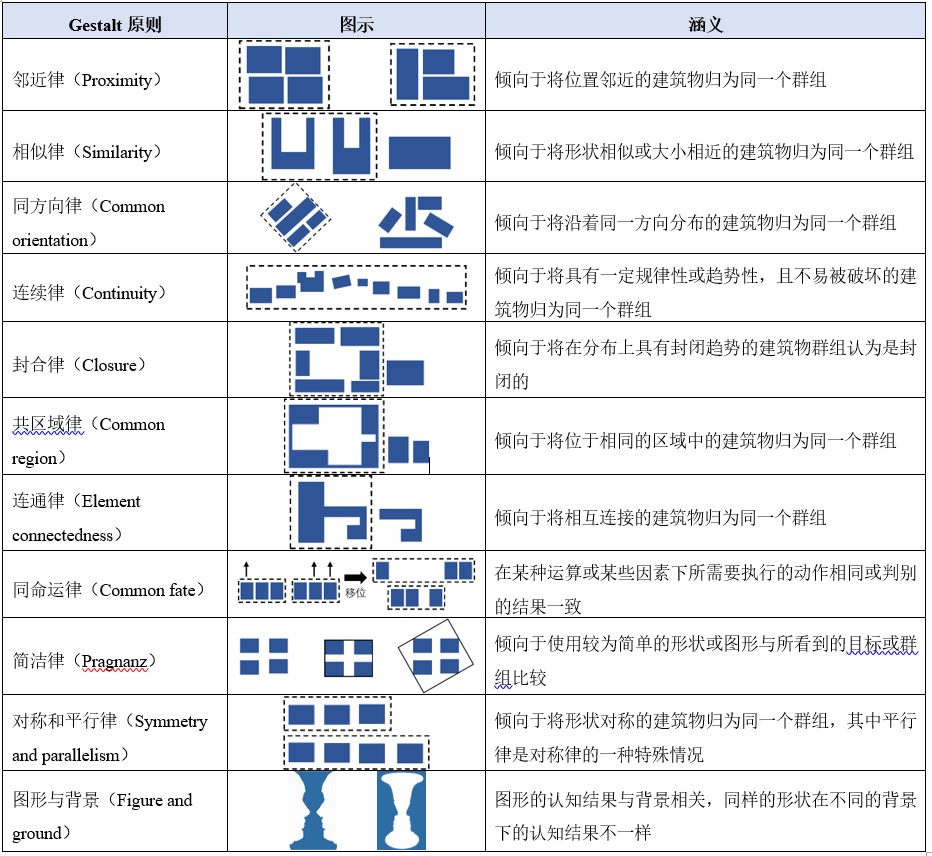 Gestalt 原则 图示 涵义
邻近律（Proximity） 倾向于将位置邻近的建筑物归为同一个群组
相似律（Similarity） 倾向于将形状相似或大小相近的建筑物归为同一个群组
同方向律（Common
orientation） 倾向于将沿着同一方向分布的建筑物归为同一个群组
连续律（Continuity） 倾向于将具有一定规律性或趋势性，且不易被破坏的建
筑物归为同一个群组
封合律（Closure） 倾向于将在分布上具有封闭趋势的建筑物群组认为是封
闭的
共区域律（Common
region） 倾向于将位于相同的区域中的建筑物归为同一个群组
连通律（Element
connectedness） 倾向于将相互连接的建筑物归为同一个群组
同命运律（Common fate） 移位 在某种运算或某些因素下所需要执行的动作相同或判别
的结果一致
简洁律（Pragnanz） 倾向于使用较为简单的形状或图形与所看到的目标或群
组比较
对称和平行律（Symmetry
and parallelism） 倾向于将形状对称的建筑物归为同一个群组，其中平行
律是对称律的一种特殊情况
图形与背景（Figure and
ground） 图形的认知结果与背景相关，同样的形状在不同的背景
下的认知结果不一样